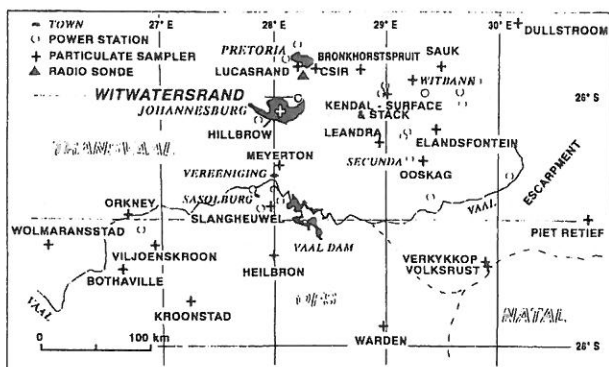 27° E
28° E
29° E
30° E
TOWN
POWER STATION
PARTICULATE SAMPLER
RADIO SONDE
DULLSTROOM
PRETORIA
BRONKHORSTSPRUIT
SAUK
LUCASRAND
CSIR
WITBANK
26° S
WITWATERSRAND
JOHANNESBURG
KENDAL - SURFACE
& STACK
HILLBROW
LEANDRA
ELANDSFONTEIN
TRANSVAAL
MEYERTON
SECUNDA
OOSKAG
ESCARPMENT
VEREENIGING
SASOLBURG
VAAL
ORKNEY
SLANGHEUWEL
WOLMARANSSTAD
PIET RETIEF
VILJOENSKROON
VAAL DAM
HEILBRON
VERKYKKOP
VOLKSRUST
BOTHAVILLE
VAAL
OFS
NATAL
KROONSTAD
WARDEN
0 100 km
28° S